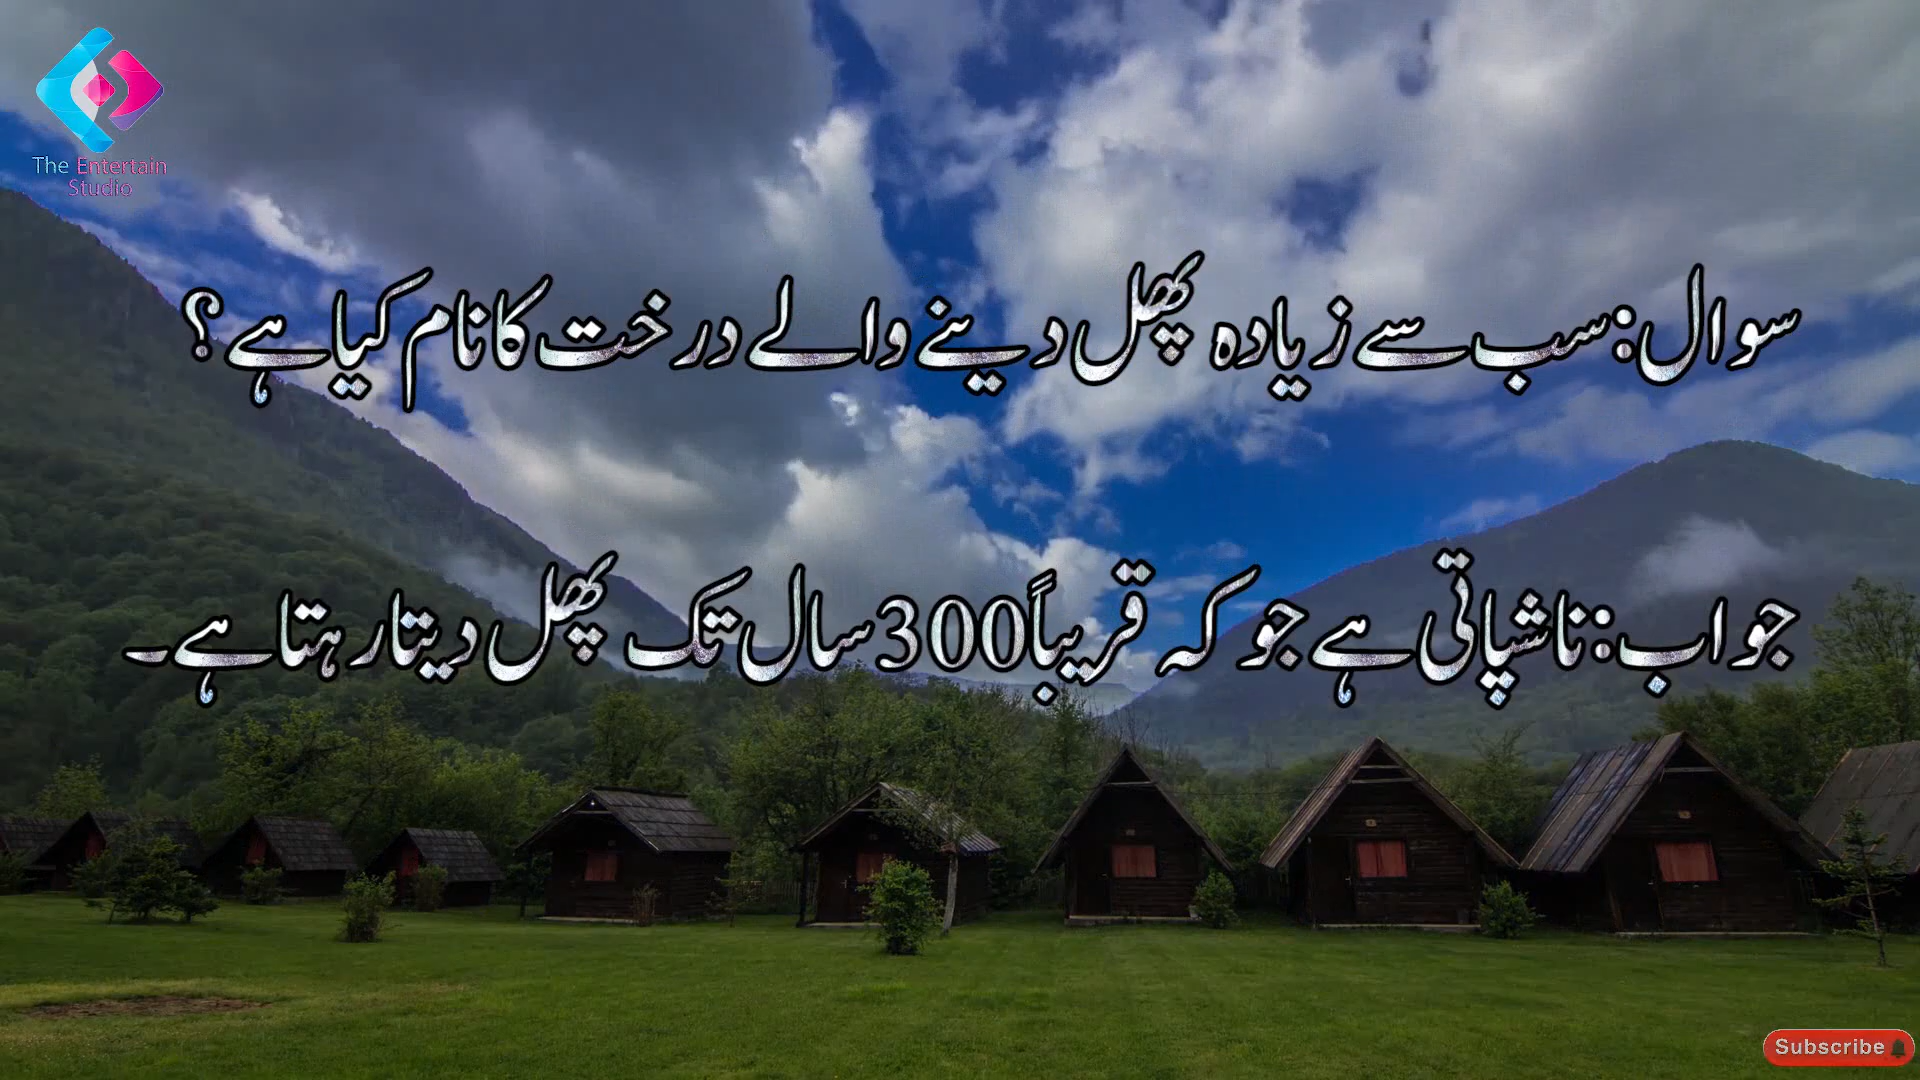 The Entertain
Studio
سوال: سب سے زیادہ پھل دینے والے درخت کا نام کیا ہے؟
جواب: ناشپاتی ہے جو کہ قریباً 300 سال تک پھل دیتا رہتا ہے۔
Subscribe